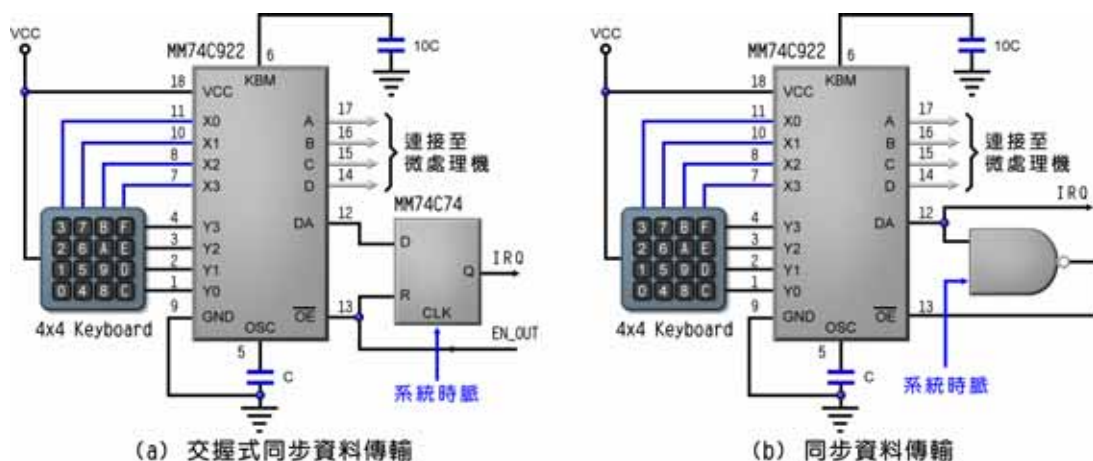 VCC
MM74C922
6
10C
KBM
18
VCC
11
X0
10
X1
8
X2
7
X3
4
Y3
3
Y2
2
Y1
1
Y0
9
GND
A
17
B
16
C
15
D
14
連接至
微處理機
MM74C74
DA
12
D
Q
IRQ
R
CLK
OE
13
EN_OUT
OSC
5
C
3 7 B F
2 6 A E
1 5 9 D
0 4 8 C
4x4 Keyboard
系統時脈
(a) 交握式同步資料傳輸
VCC
MM74C922
6
10C
KBM
18
VCC
11
X0
10
X1
8
X2
7
X3
4
Y3
3
Y2
2
Y1
1
Y0
9
GND
A
17
B
16
C
15
D
14
連接至
微處理機
IRQ
DA
12
OE
13
OSC
5
C
3 7 B F
2 6 A E
1 5 9 D
0 4 8 C
4x4 Keyboard
系統時脈
(b) 同步資料傳輸